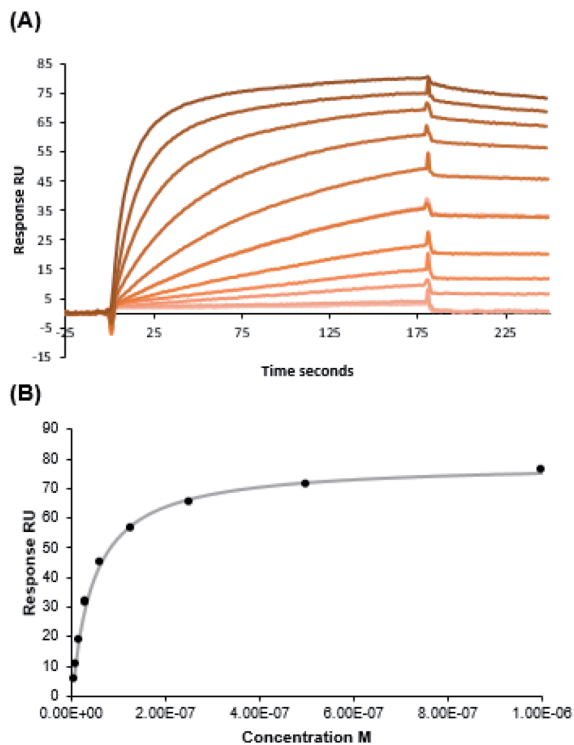 (A)
85
75
65
55
45
35
25
15
5
-5
-15
Response RU
-25 25 75 125 175 225
Time seconds
(B)
90
80
70
60
50
40
30
20
10
0
Response RU
0.00E+00 2.00E-07 4.00E-07 6.00E-07 8.00E-07 1.00E-06
Concentration M